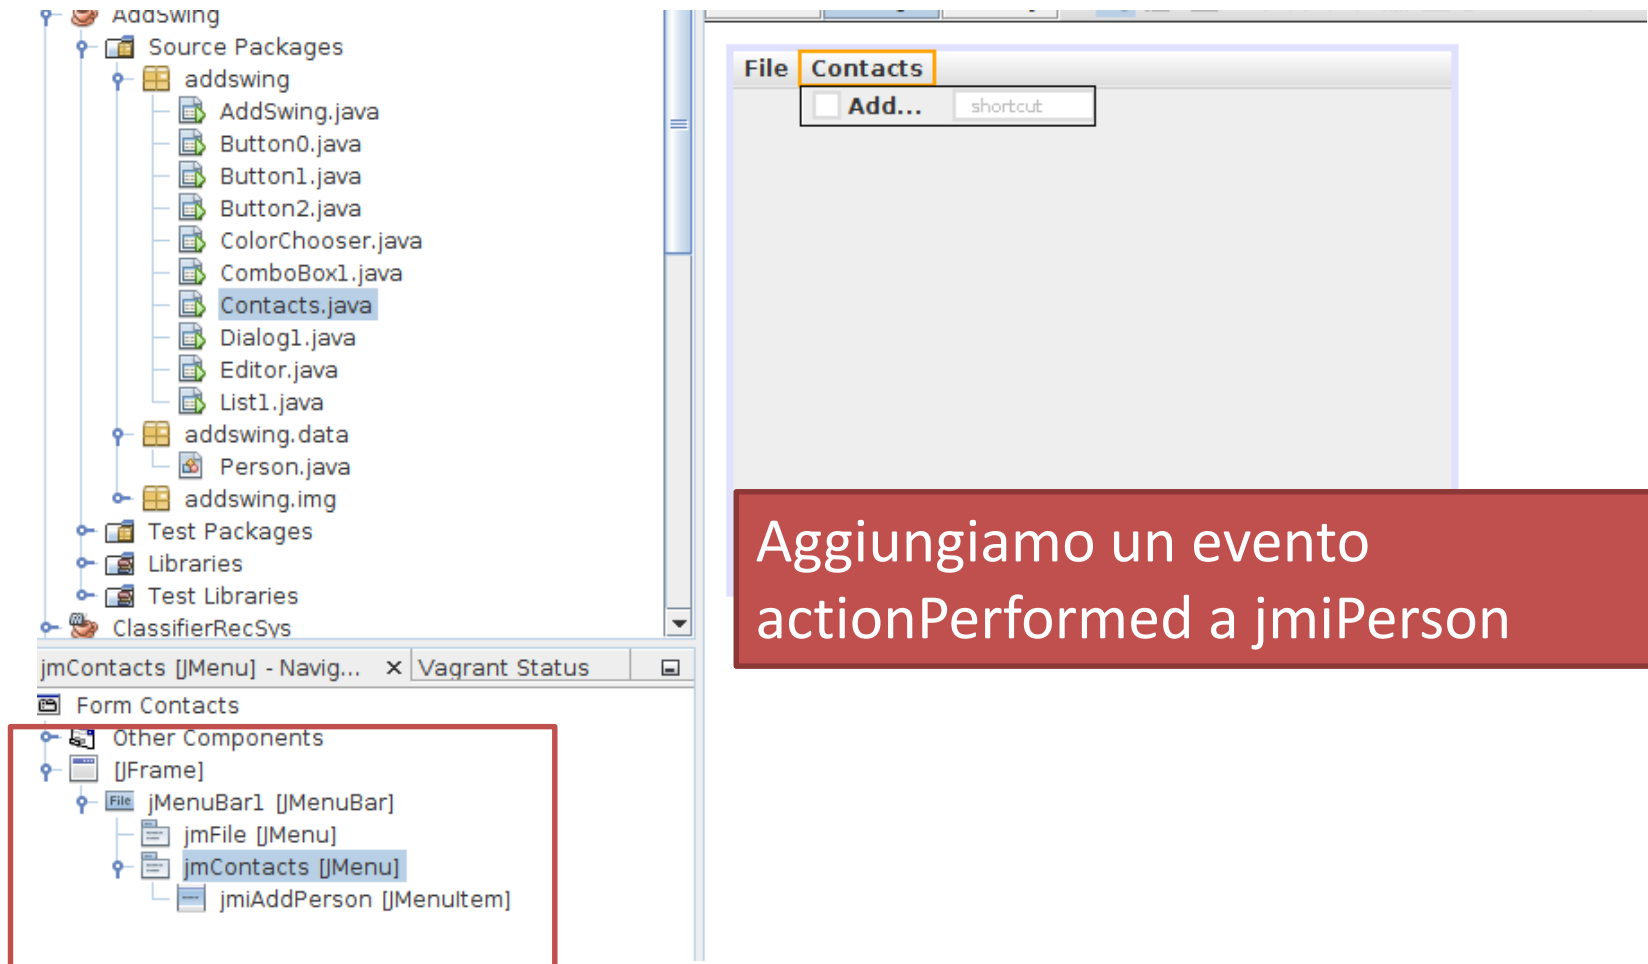 AddSwing
Source Packages
addswing
AddSwing.java
Button0.java
Button1.java
Button2.java
ColorChooser.java
ComboBox1.java
Contacts.java
Dialog1.java
Editor.java
List1.java
addswing.data
Person.java
addswing.img
Test Packages
Libraries
Test Libraries
ClassifierRecSys
jmContacts [JMenu] - Navig...
Vagrant Status
Form Contacts
Other Components
[JFrame]
File jMenuBar1 [JMenuBar]
jmFile [JMenu]
jmContacts [JMenu]
jmiAddPerson [JMenuItem]
File Contacts
Add... shortcut
Aggiungiamo un evento
actionPerformed a jmiPerson